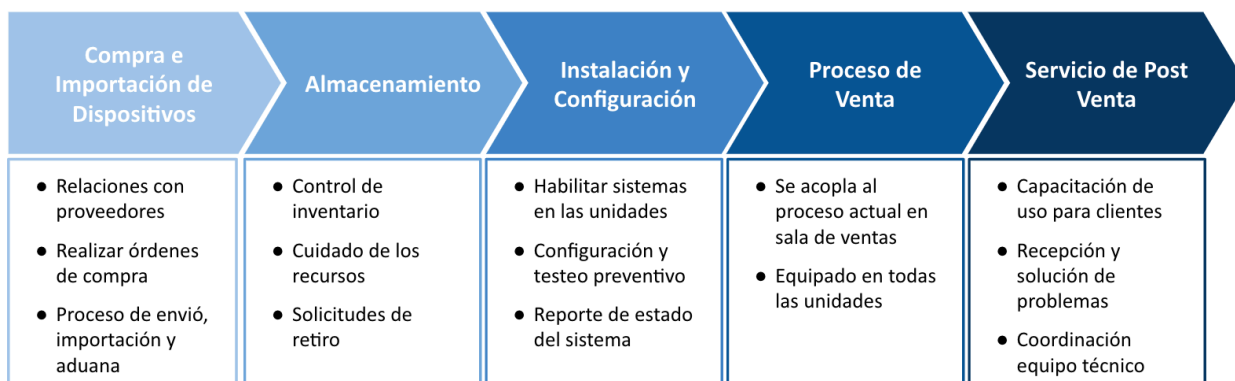 Compra e
Importación de
Dispositivos
Almacenamiento
Instalación y
Configuración
Proceso de
Venta
Servicio de Post
Venta
● Relaciones con
proveedores
● Realizar órdenes
de compra
● Proceso de envió,
importación y
aduana
● Control de
inventario
● Cuidado de los
recursos
● Solicitudes de
retiro
● Habilitar sistemas
en las unidades
● Configuración y
testeo preventivo
● Reporte de estado
del sistema
● Se acopla al
proceso actual en
sala de ventas
● Equipado en todas
las unidades
● Capacitación de
uso para clientes
● Recepción y
solución de
problemas
● Coordinación
equipo técnico